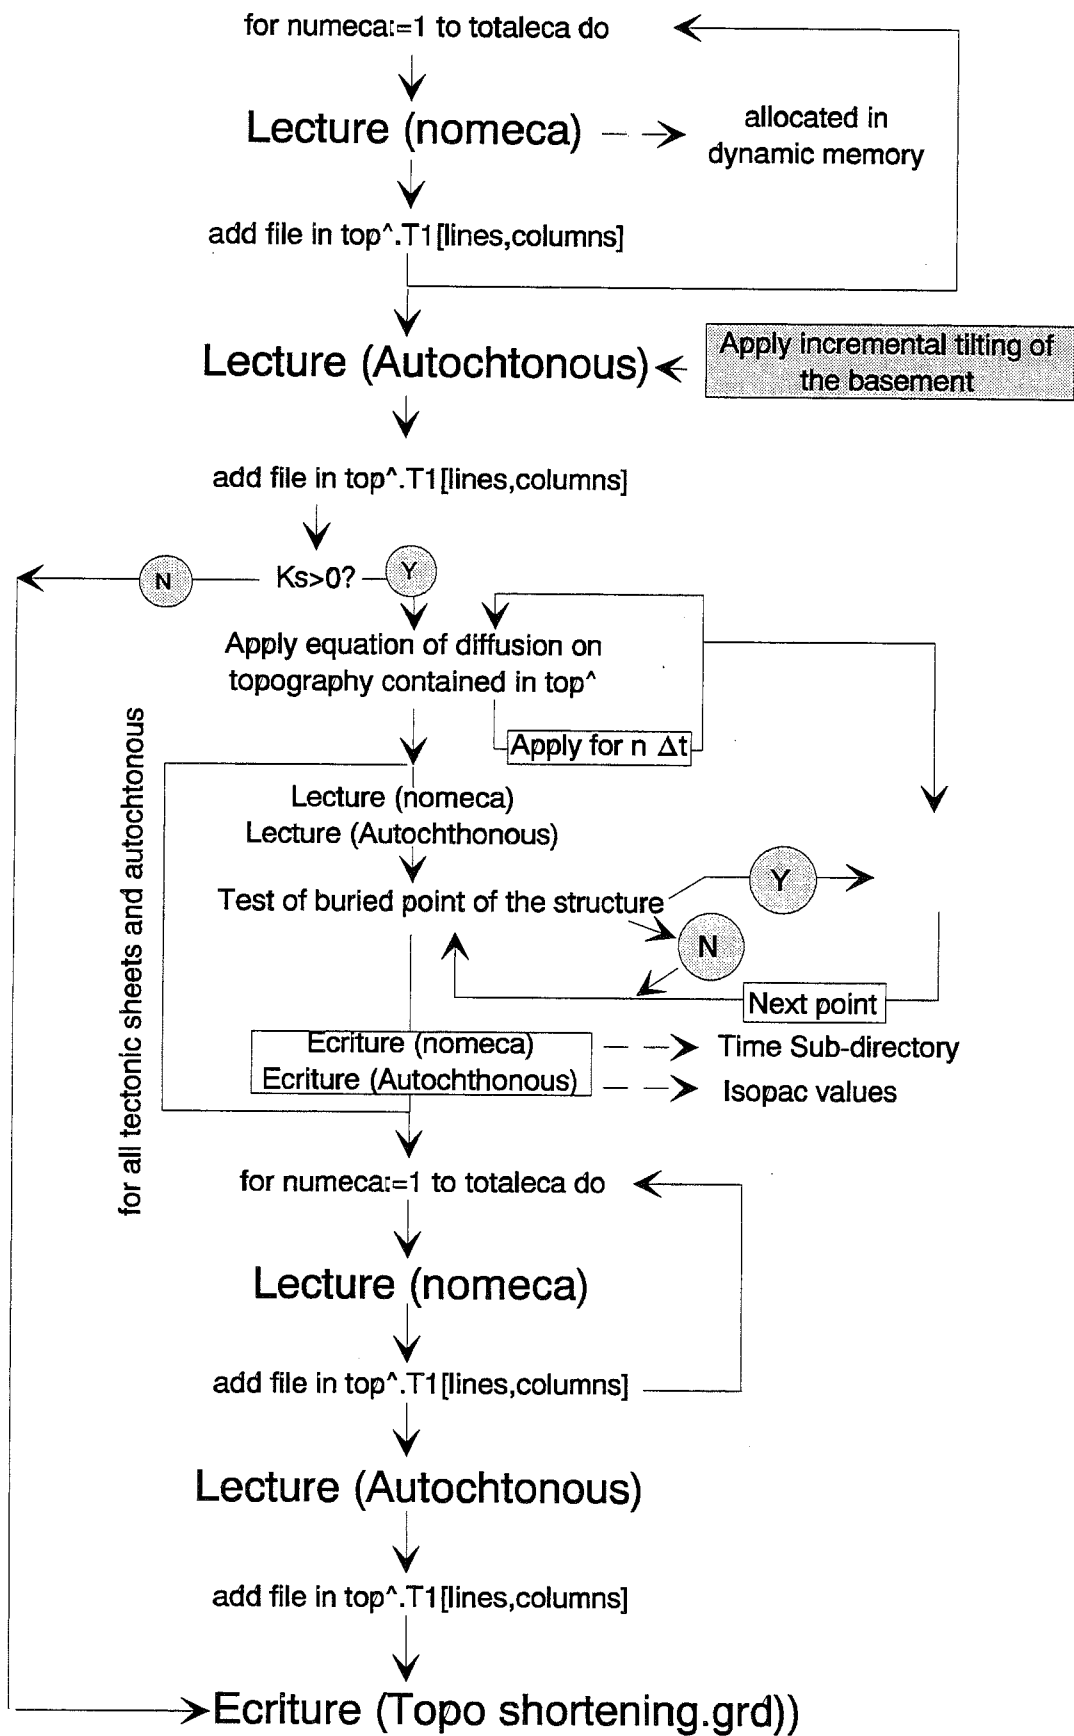 for numeca:=1 to totaleca do
Lecture (nomeca)
allocated in
dynamic memory
add file in top^.T1[lines,columns]
Lecture (Autochtonous)
Apply incremental tilting of
the basement
add file in top^.T1[lines,columns]
N
Ks>0?
Y
Apply equation of diffusion on
topography contained in top^
Apply for n Δt
for all tectonic sheets and autochtonous
Lecture (nomeca)
Lecture (Autochthonous)
Test of buried point of the structure
Y
N
Next point
Ecriture (nomeca)
Time Sub-directory
Ecriture (Autochthonous)
Isopac values
for numeca:=1 to totaleca do
Lecture (nomeca)
add file in top^.T1[lines,columns]
Lecture (Autochtonous)
add file in top^.T1[lines,columns]
Ecriture (Topo shortening.grd))